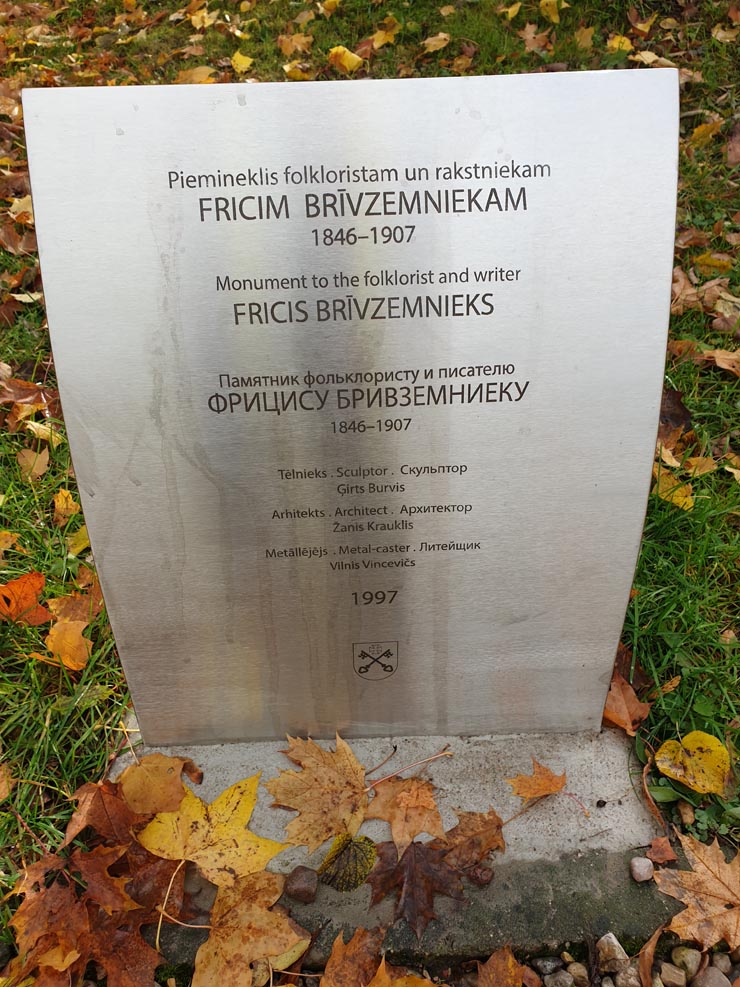 Piemineklis folkloristam un rakstniekam
FRICIM BRĪVZEMNIEKAM
1846–1907
Monument to the folklorist and writer
FRICIS BRĪVZEMNIEKS
Памятник фольклористу и писателю
ФРИЦИСУ БРИВЗЕМНИЕКУ
1846–1907
Tēlnieks . Sculptor . Скульптор
Ģirts Burvis
Arhitekts . Architect . Архитектор
Žanis Krauklis
Metāllējējs . Metal-caster . Литейщик
Vilnis Vincevičs
1997